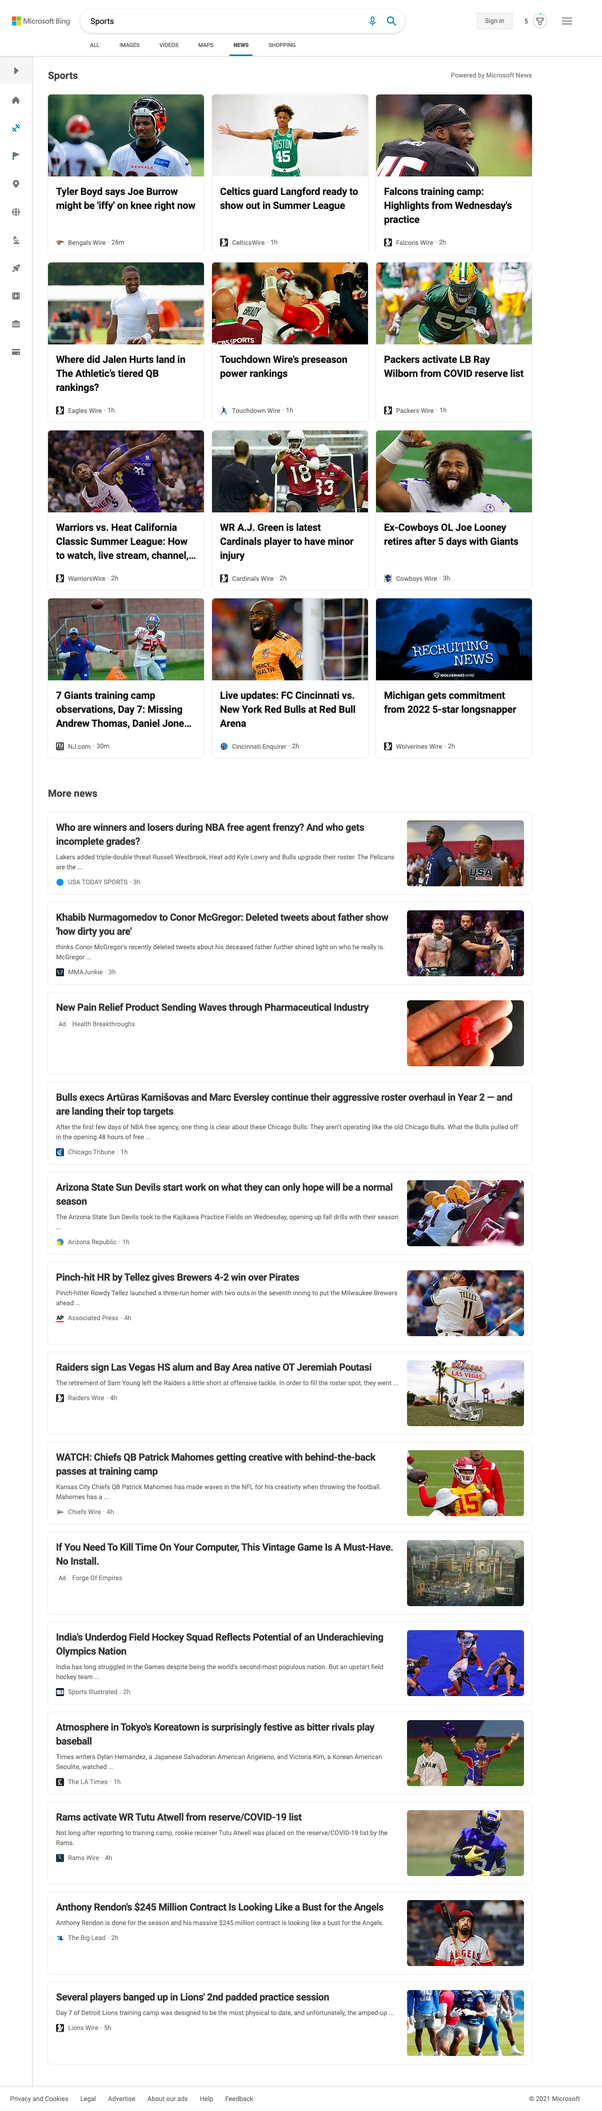 Microsoft Bing
Sports
Sign in
5
ALL IMAGES VIDEOS MAPS NEWS SHOPPING
Sports
Powered by Microsoft News
Tyler Boyd says Joe Burrow
might be 'iffy' on knee right now
Bengals Wire · 26m
BOSTON
45
Celtics guard Langford ready to
show out in Summer League
CelticsWire · 1h
Falcons training camp:
Highlights from Wednesday's
practice
Falcons Wire · 2h
Where did Jalen Hurts land in
The Athletic's tiered QB
rankings?
Eagles Wire · 1h
BRADY
CBS SPORTS
Touchdown Wire's preseason
power rankings
Touchdown Wire · 1h
57
Packers activate LB Ray
Wilborn from COVID reserve list
Packers Wire · 1h
HEAT
5
Warriors vs. Heat California
Classic Summer League: How
to watch, live stream, channel,...
WarriorsWire · 2h
18
33
WR A.J. Green is latest
Cardinals player to have minor
injury
Cardinals Wire · 2h
Ex-Cowboys OL Joe Looney
retires after 5 days with Giants
Cowboys Wire · 3h
7 Giants training camp
observations, Day 7: Missing
Andrew Thomas, Daniel Jone...
NJ.com · 30m
MERCY
HEALTH
Live updates: FC Cincinnati vs.
New York Red Bulls at Red Bull
Arena
Cincinnati Enquirer · 2h
RECRUITING
NEWS
WOLVERINES WIRE
Michigan gets commitment
from 2022 5-star longsnapper
Wolverines Wire · 2h
More news
Who are winners and losers during NBA free agent frenzy? And who gets
incomplete grades?
Lakers added triple-double threat Russell Westbrook, Heat add Kyle Lowry and Bulls upgrade their roster. The Pelicans
are the ...
USA TODAY SPORTS · 3h
USA
Khabib Nurmagomedov to Conor McGregor: Deleted tweets about father show
'how dirty you are'
thinks Conor McGregor's recently deleted tweets about his deceased father further shined light on who he really is.
McGregor ...
MMAJunkie · 3h
New Pain Relief Product Sending Waves through Pharmaceutical Industry
Ad Health Breakthroughs
Bulls execs Artūras Karnišovas and Marc Eversley continue their aggressive roster overhaul in Year 2 — and
are landing their top targets
After the first few days of NBA free agency, one thing is clear about these Chicago Bulls: They aren't operating like the old Chicago Bulls. What the Bulls pulled off
in the opening 48 hours of free ...
Chicago Tribune · 1h
Arizona State Sun Devils start work on what they can only hope will be a normal
season
The Arizona State Sun Devils took to the Kajikawa Practice Fields on Wednesday, opening up fall drills with their season
...
Arizona Republic · 1h
Pinch-hit HR by Tellez gives Brewers 4-2 win over Pirates
Pinch-hitter Rowdy Tellez launched a three-run homer with two outs in the seventh inning to put the Milwaukee Brewers
ahead ...
AP Associated Press · 4h
TELLEZ
11
Raiders sign Las Vegas HS alum and Bay Area native OT Jeremiah Poutasi
The retirement of Sam Young left the Raiders a little short at offensive tackle. In order to fill the roster spot, they went ...
Raiders Wire · 4h
LAS VEGAS
WATCH: Chiefs QB Patrick Mahomes getting creative with behind-the-back
passes at training camp
Kansas City Chiefs QB Patrick Mahomes has made waves in the NFL for his creativity when throwing the football.
Mahomes has a ...
Chiefs Wire · 4h
15
If You Need To Kill Time On Your Computer, This Vintage Game Is A Must-Have.
No Install.
Ad Forge Of Empires
India's Underdog Field Hockey Squad Reflects Potential of an Underachieving
Olympics Nation
India has long struggled in the Games despite being the world's second-most populous nation. But an upstart field
hockey team ...
Sports Illustrated · 2h
Atmosphere in Tokyo's Koreatown is surprisingly festive as bitter rivals play
baseball
Times writers Dylan Hernandez, a Japanese Salvadoran American Angeleno, and Victoria Kim, a Korean American
Seoulite, watched ...
The LA Times · 1h
JAPAN
Rams activate WR Tutu Atwell from reserve/COVID-19 list
Not long after reporting to training camp, rookie receiver Tutu Atwell was placed on the reserve/COVID-19 list by the
Rams.
Rams Wire · 4h
Anthony Rendon's $245 Million Contract Is Looking Like a Bust for the Angels
Anthony Rendon is done for the season and his massive $245 million contract is looking like a bust for the Angels.
The Big Lead · 2h
ANGELS
Several players banged up in Lions' 2nd padded practice session
Day 7 of Detroit Lions training camp was designed to be the most physical to date, and unfortunately, the amped-up ...
Lions Wire · 5h
Privacy and Cookies Legal Advertise About our ads Help Feedback
© 2021 Microsoft